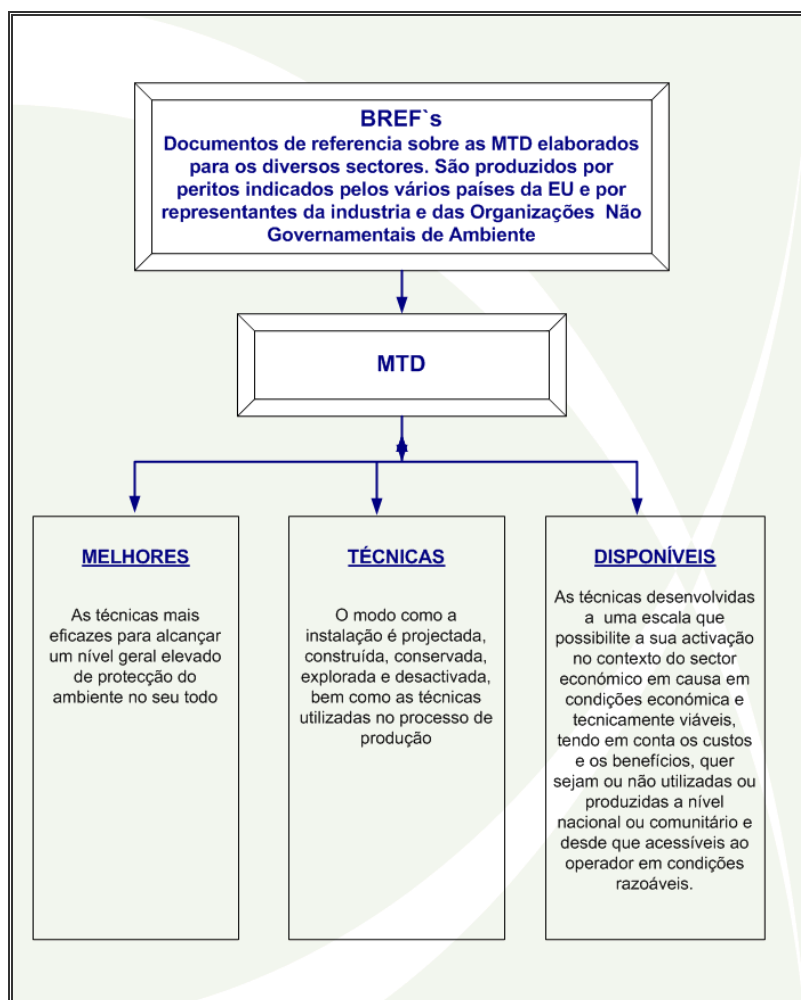 BREF`s
Documentos de referencia sobre as MTD elaborados
para os diversos sectores. São produzidos por
peritos indicados pelos vários países da EU e por
representantes da industria e das Organizações Não
Governamentais de Ambiente
MTD
MELHORES
As técnicas mais
eficazes para alcançar
um nível geral elevado
de protecção do
ambiente no seu todo
TÉCNICAS
O modo como a
instalação é projectada,
construída, conservada,
explorada e desactivada,
bem como as técnicas
utilizadas no processo de
produção
DISPONÍVEIS
As técnicas desenvolvidas
a uma escala que
possibilite a sua activação
no contexto do sector
económico em causa em
condições económica e
tecnicamente viáveis,
tendo em conta os custos
e os benefícios, quer
sejam ou não utilizadas ou
produzidas a nível
nacional ou comunitário e
desde que acessíveis ao
operador em condições
razoáveis.